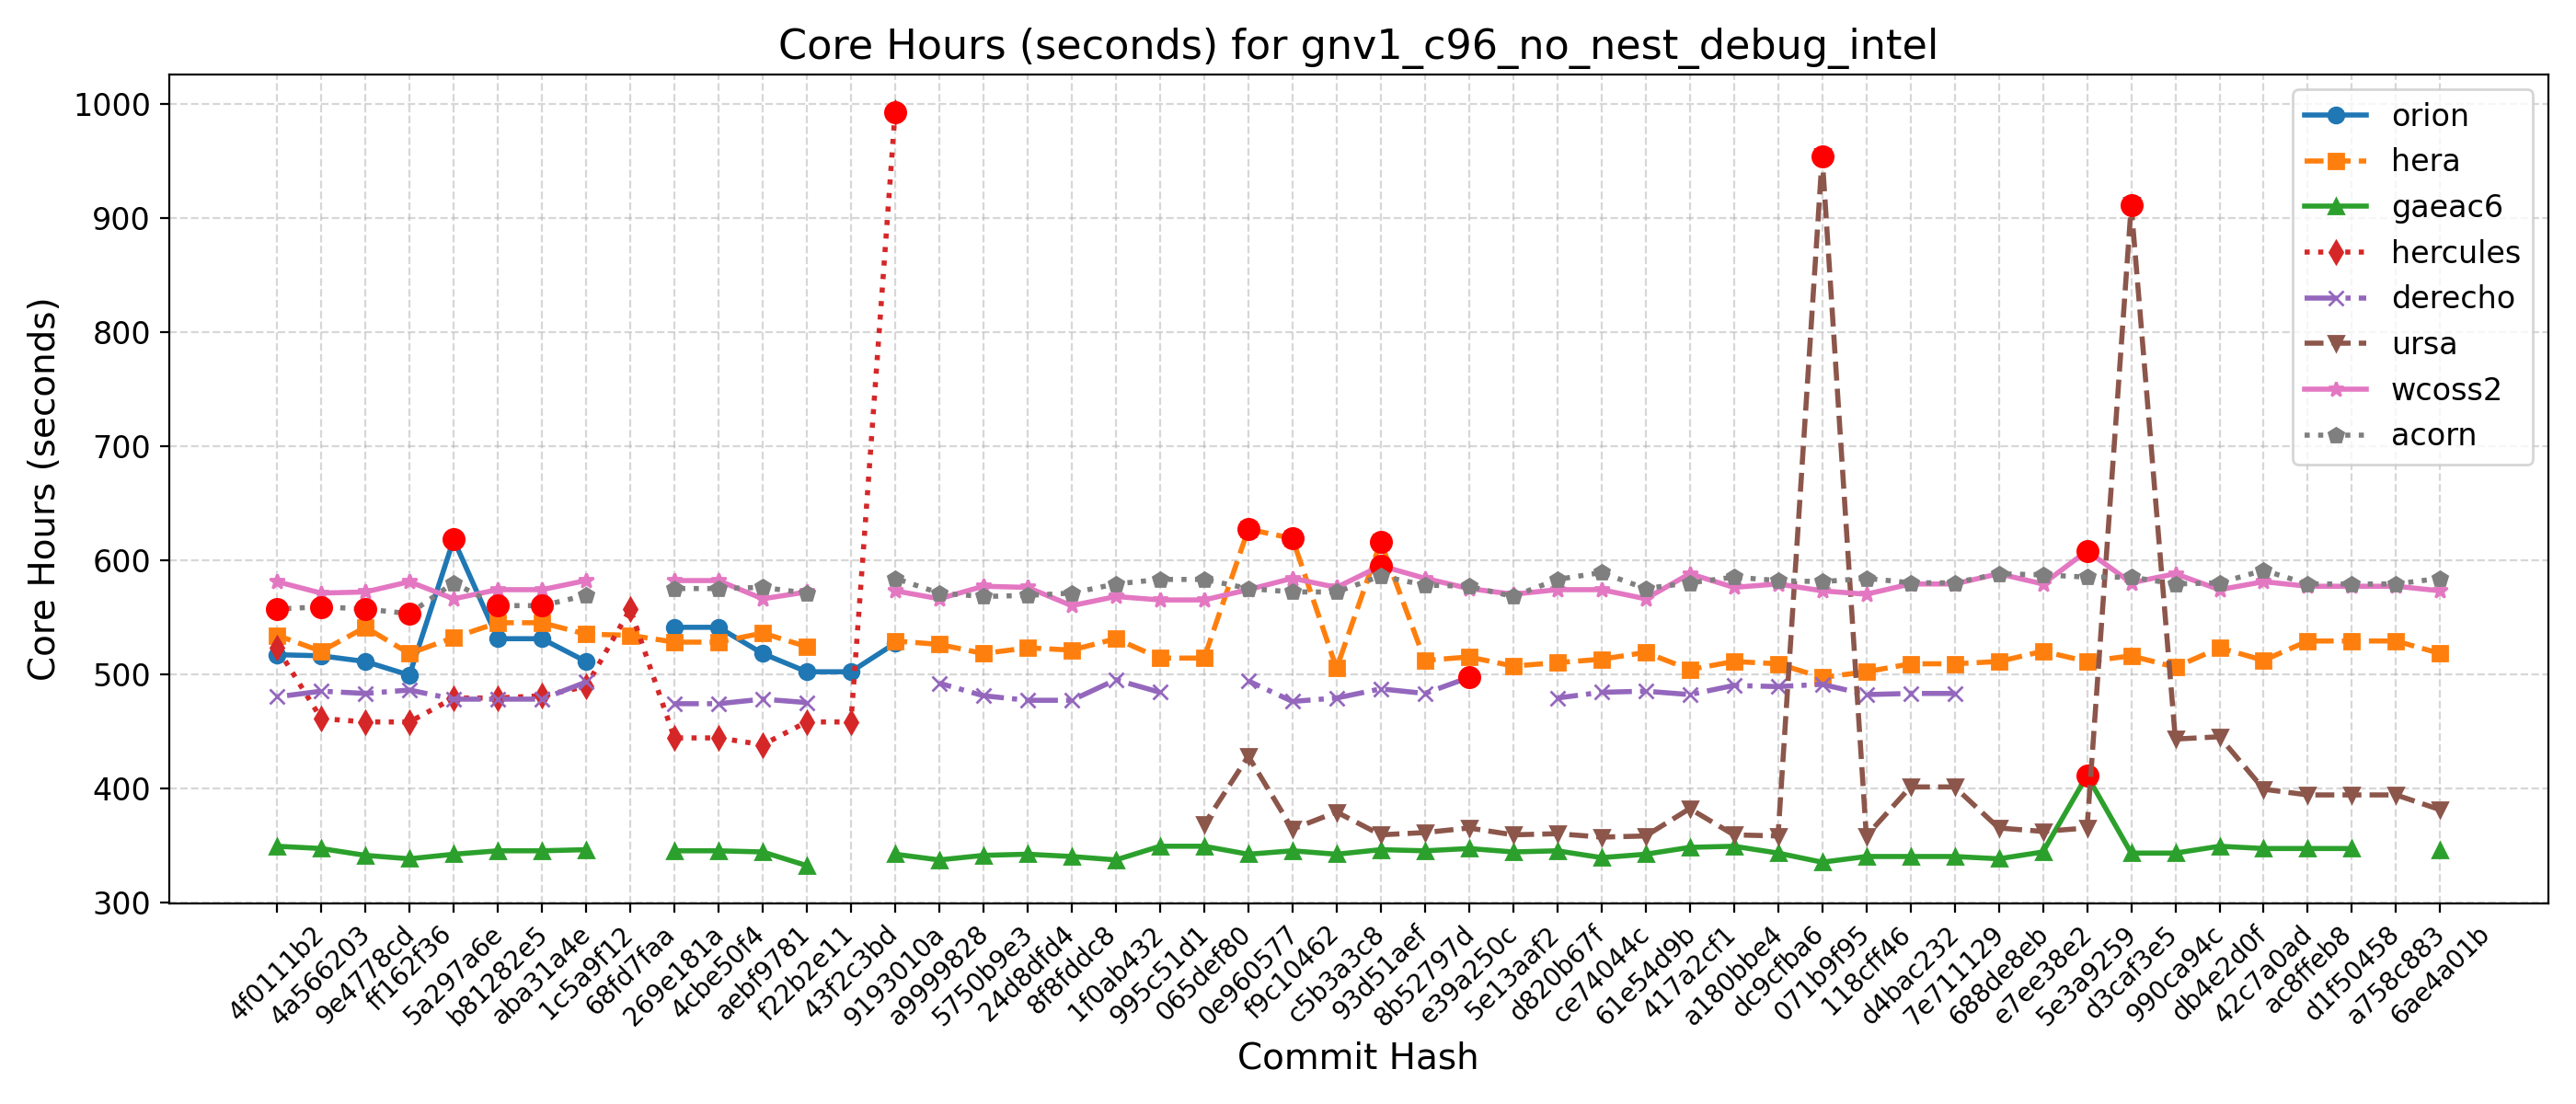 Core Hours (seconds) for gnv1_c96_no_nest_debug_intel
Core Hours (seconds)
1000
900
800
700
600
500
400
300
orion
hera
gaeac6
hercules
derecho
ursa
wcoss2
acorn
4f0111b2
4a566203
9e4778cd
ff162f36
5a297a6e
b81282e5
aba31a4e
1c5a9f12
68fd7faa
269e181a
4cbe50f4
aebf9781
f22b2e11
43f2c3bd
9193010a
a9999828
5750b9e3
24d8dfd4
8f8fddc8
1f0ab432
995c51d1
065def80
0e960577
f9c10462
c5b3a3c8
93d51aef
8b52797d
e39a250c
5e13aaf2
d820b67f
ce74044c
61e54d9b
417a2cf1
a180bbe4
dc9cfba6
071b9f95
118cff46
d4bac232
7e711129
688de8eb
e7ee38e2
5e3a9259
d3caf3e5
990ca94c
db4e2d0f
42c7a0ad
ac8ffeb8
d1f50458
a758c883
6ae4a01b
Commit Hash